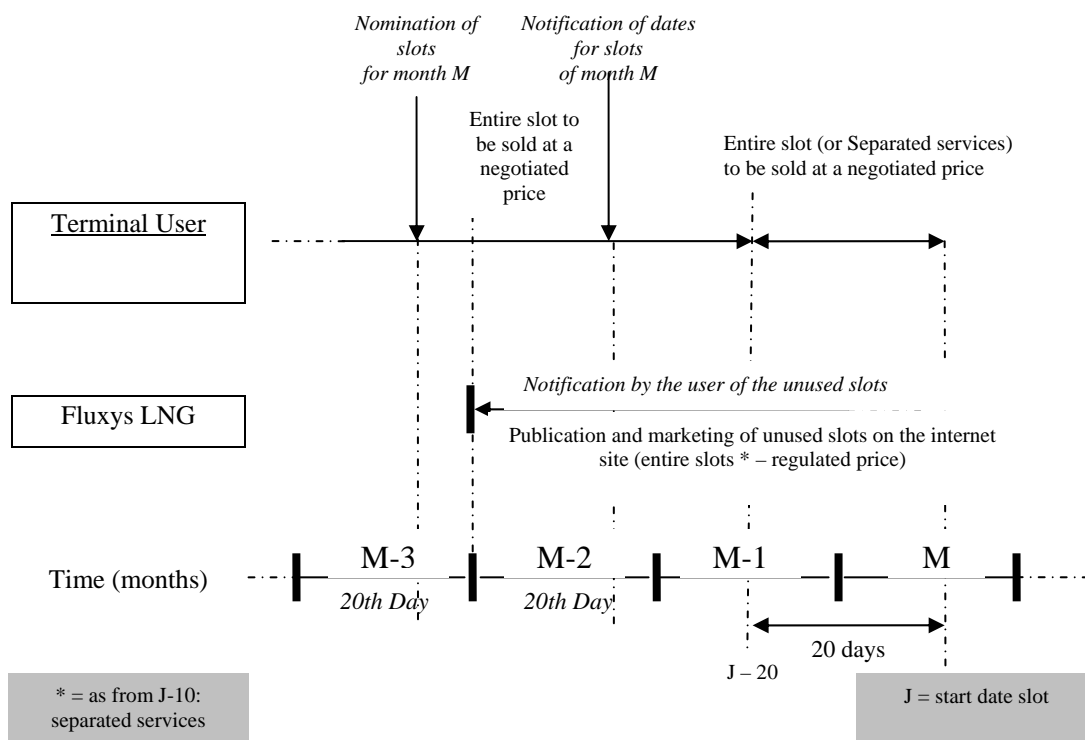 Nomination of
slots
for month M
Notification of dates
for slots
of month M
Entire slot to
be sold at a
negotiated
price
Entire slot (or Separated services)
to be sold at a negotiated price
Terminal User
Notification by the user of the unused slots
Fluxys LNG
Publication and marketing of unused slots on the internet
site (entire slots * – regulated price)
Time (months)
M-3
M-2
M-1
M
20th Day
20th Day
20 days
J – 20
* = as from J-10:
separated services
J = start date slot